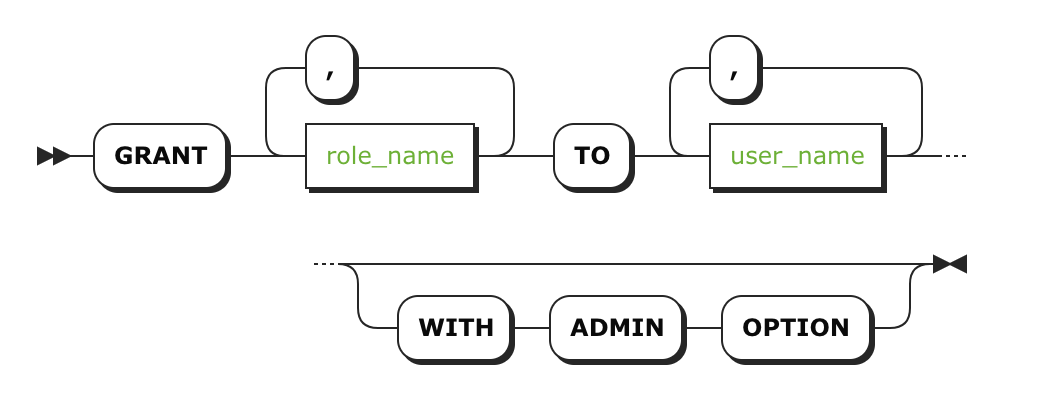 , ,
GRANT role_name TO user_name
WITH ADMIN OPTION